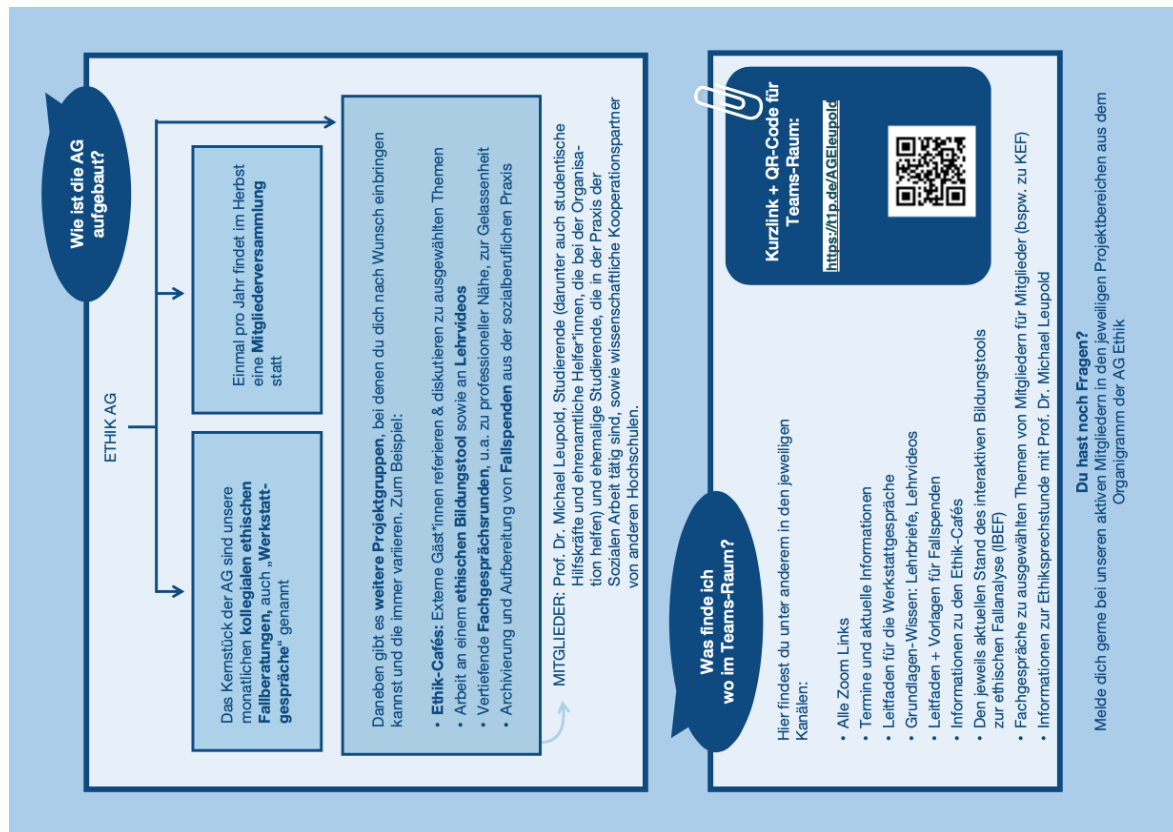 Wie ist die AG
aufgebaut?
ETHIK AG
Das Kernstück der AG sind unsere
monatlichen kollegialen ethischen
Fallberatungen, auch „Werkstatt-
gespräche“ genannt
Einmal pro Jahr findet im Herbst
eine Mitgliederversammlung
statt
Daneben gibt es weitere Projektgruppen, bei denen du dich nach Wunsch einbringen
kannst und die immer variieren. Zum Beispiel:
• Ethik-Cafés: Externe Gäst*innen referieren & diskutieren zu ausgewählten Themen
• Arbeit an einem ethischen Bildungstool sowie an Lehrvideos
• Vertiefende Fachgesprächsrunden, u.a. zu professioneller Nähe, zur Gelassenheit
• Archivierung und Aufbereitung von Fallspenden aus der sozialberuflichen Praxis
MITGLIEDER: Prof. Dr. Michael Leupold, Studierende (darunter auch studentische
Hilfskräfte und ehrenamtliche Helfer*innen, die bei der Organisa-
tion helfen) und ehemalige Studierende, die in der Praxis der
Sozialen Arbeit tätig sind, sowie wissenschaftliche Kooperationspartner
von anderen Hochschulen.
Was finde ich
wo im Teams-Raum?
Hier findest du unter anderem in den jeweiligen
Kanälen:
• Alle Zoom Links
• Termine und aktuelle Informationen
• Leitfaden für die Werkstattgespräche
• Grundlagen-Wissen: Lehrbriefe, Lehrvideos
• Leitfaden + Vorlagen für Fallspenden
• Informationen zu den Ethik-Cafés
• Den jeweils aktuellen Stand des interaktiven Bildungstools
zur ethischen Fallanalyse (IBEF)
• Fachgespräche zu ausgewählten Themen von Mitgliedern für Mitglieder (bspw. zu KEF)
• Informationen zur Ethiksprechstunde mit Prof. Dr. Michael Leupold
Kurzlink + QR-Code für
Teams-Raum:
https://t1p.de/AGEleupold
Du hast noch Fragen?
Melde dich gerne bei unseren aktiven Mitgliedern in den jeweiligen Projektbereichen aus dem
Organigramm der AG Ethik